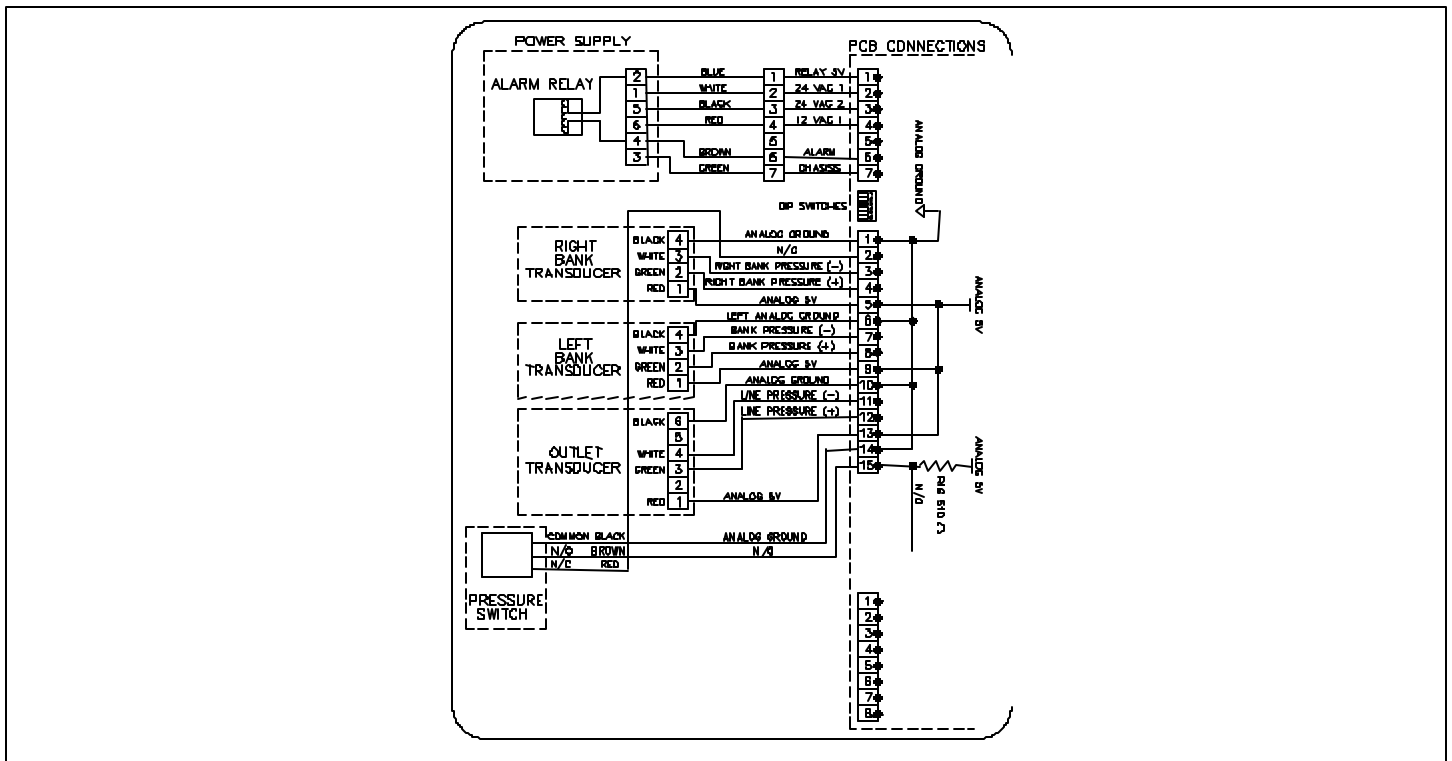 POWER SUPPLY
PCB CONNECTIONS
ALARM RELAY
2 BLUE 1 RELAY 5V 1
1 WHITE 2 24 VAC 1 2
5 BLACK 3 24 VAC 2 3
6 RED 4 12 VAC 1 4
4 5 5
3 BROWN 6 ALARM 6
GREEN 7 CHASSIS 7
ANALOG GROUND
DIP SWITCHES
RIGHT
BANK
TRANSDUCER
BLACK 4 ANALOG GROUND 1
WHITE 3 N/C 2
GREEN 2 RIGHT BANK PRESSURE (-) 3
RED 1 RIGHT BANK PRESSURE (+) 4
ANALOG 5V 5
ANALOG 5V
LEFT
BANK
TRANSDUCER
BLACK 4 LEFT ANALOG GROUND 6
WHITE 3 BANK PRESSURE (-) 7
GREEN 2 BANK PRESSURE (+) 8
RED 1 ANALOG 5V 9
OUTLET
TRANSDUCER
BLACK 6 ANALOG GROUND 10
5 LINE PRESSURE (-) 11
WHITE 4 LINE PRESSURE (+) 12
GREEN 3 13
2 14
RED 1 ANALOG 5V 15
ANALOG 5V
N/O
COMMON BLACK ANALOG GROUND
N/O BROWN N/O
N/C RED
PRESSURE
SWITCH
1
2
3
4
5
6
7
8